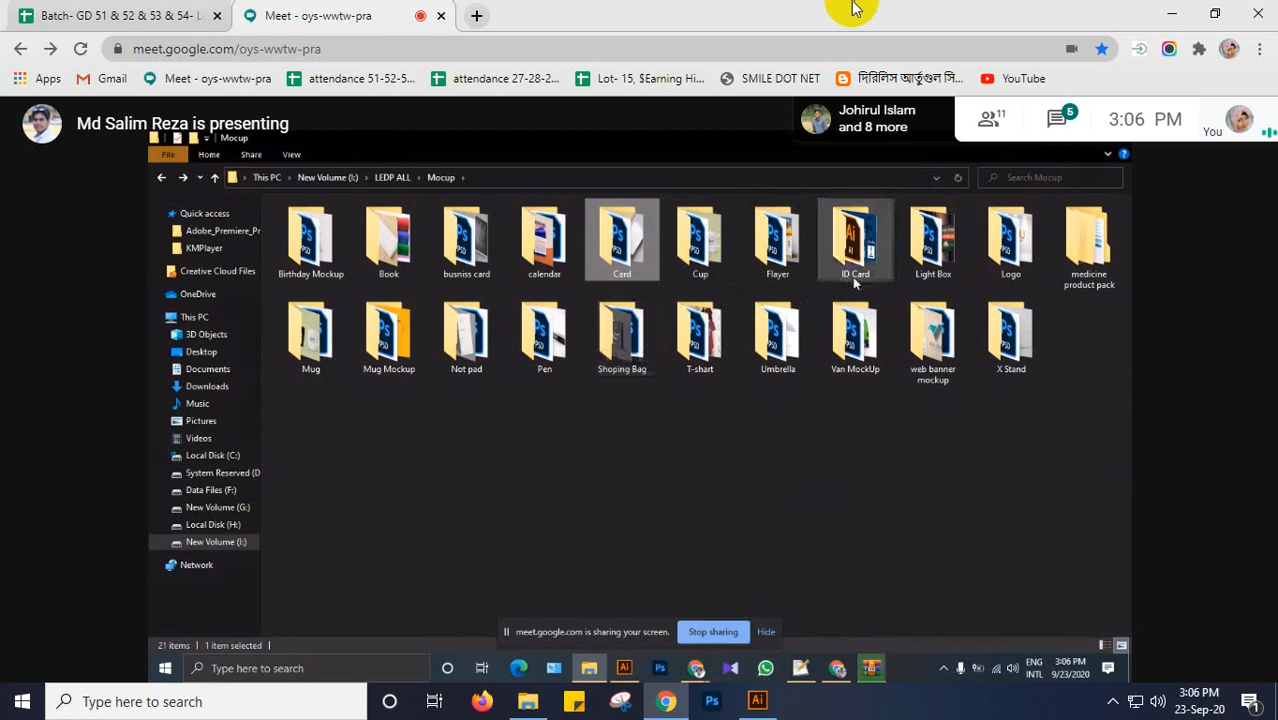 Batch- GD 51 & 52 & 53 & 54- L
Meet - oys-wwtw-pra
meet.google.com/oys-wwtw-pra
Apps
Gmail
Meet - oys-wwtw-pra
attendance 51-52-5...
attendance 27-28-2...
Lot- 15, $Earning Hi...
SMILE DOT NET
দিরিলিস আর্তুগুল সি...
YouTube
Md Salim Reza is presenting
Johirul Islam
and 8 more
11
5
3:06 PM
You
Mocup
File
Home
Share
View
This PC
New Volume (I:)
LEDP ALL
Mocup
Search Mocup
Quick access
Adobe_Premiere_Pr
KMPlayer
Creative Cloud Files
OneDrive
This PC
3D Objects
Desktop
Documents
Downloads
Music
Pictures
Videos
Local Disk (C:)
System Reserved (D
Data Files (F:)
New Volume (G:)
Local Disk (H:)
New Volume (I:)
Network
Birthday Mockup
Book
busniss card
calendar
Card
Cup
Flayer
ID Card
Light Box
Logo
medicine
product pack
Mug
Mug Mockup
Not pad
Pen
Shoping Bag
T-shart
Umbrella
Van MockUp
web banner
mockup
X Stand
meet.google.com is sharing your screen.
Stop sharing
Hide
21 items
1 item selected
Type here to search
ENG
INTL
3:06 PM
9/23/2020
Type here to search
3:06 PM
23-Sep-20
1